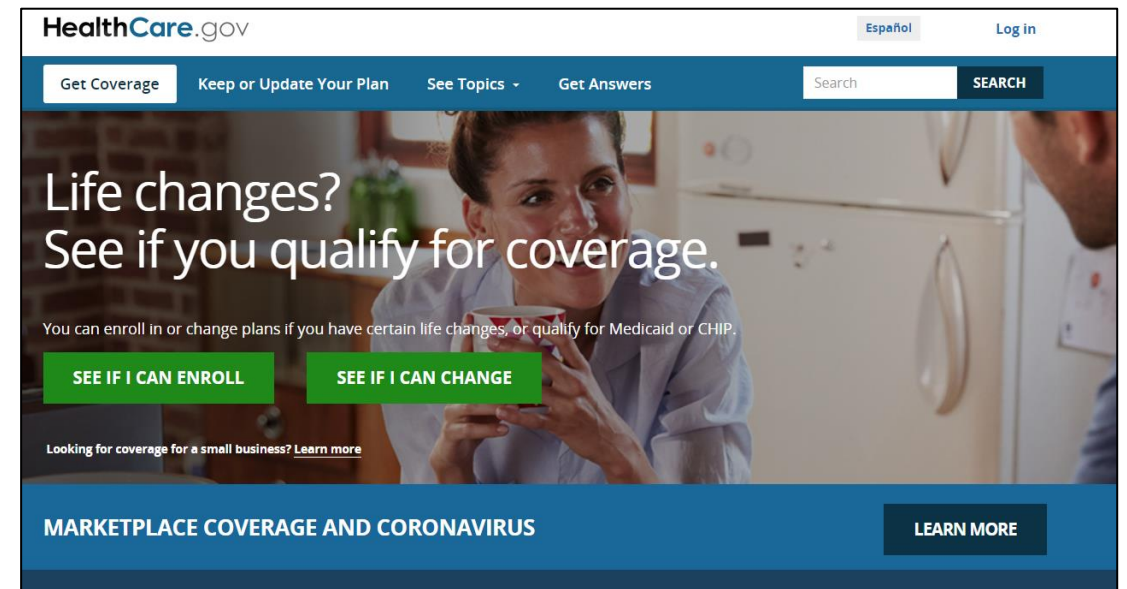 HealthCare.gov
Español
Log in
Get Coverage
Keep or Update Your Plan
See Topics
Get Answers
Search
SEARCH
Life changes?
See if you qualify for coverage.
You can enroll in or change plans if you have certain life changes, or qualify for Medicaid or CHIP.
SEE IF I CAN ENROLL
SEE IF I CAN CHANGE
Looking for coverage for a small business? Learn more
MARKETPLACE COVERAGE AND CORONAVIRUS
LEARN MORE